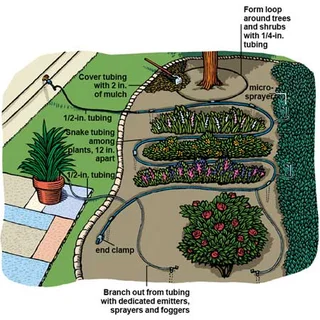 Form loop
around trees
and shrubs
with 1/4-in.
tubing
Cover tubing
with 2 in.
of mulch
micro-
sprayer
1/2-in. tubing
Snake tubing
among
plants, 12 in.
apart
1/2-in. tubing
end clamp
Branch out from tubing
with dedicated emitters,
sprayers and foggers